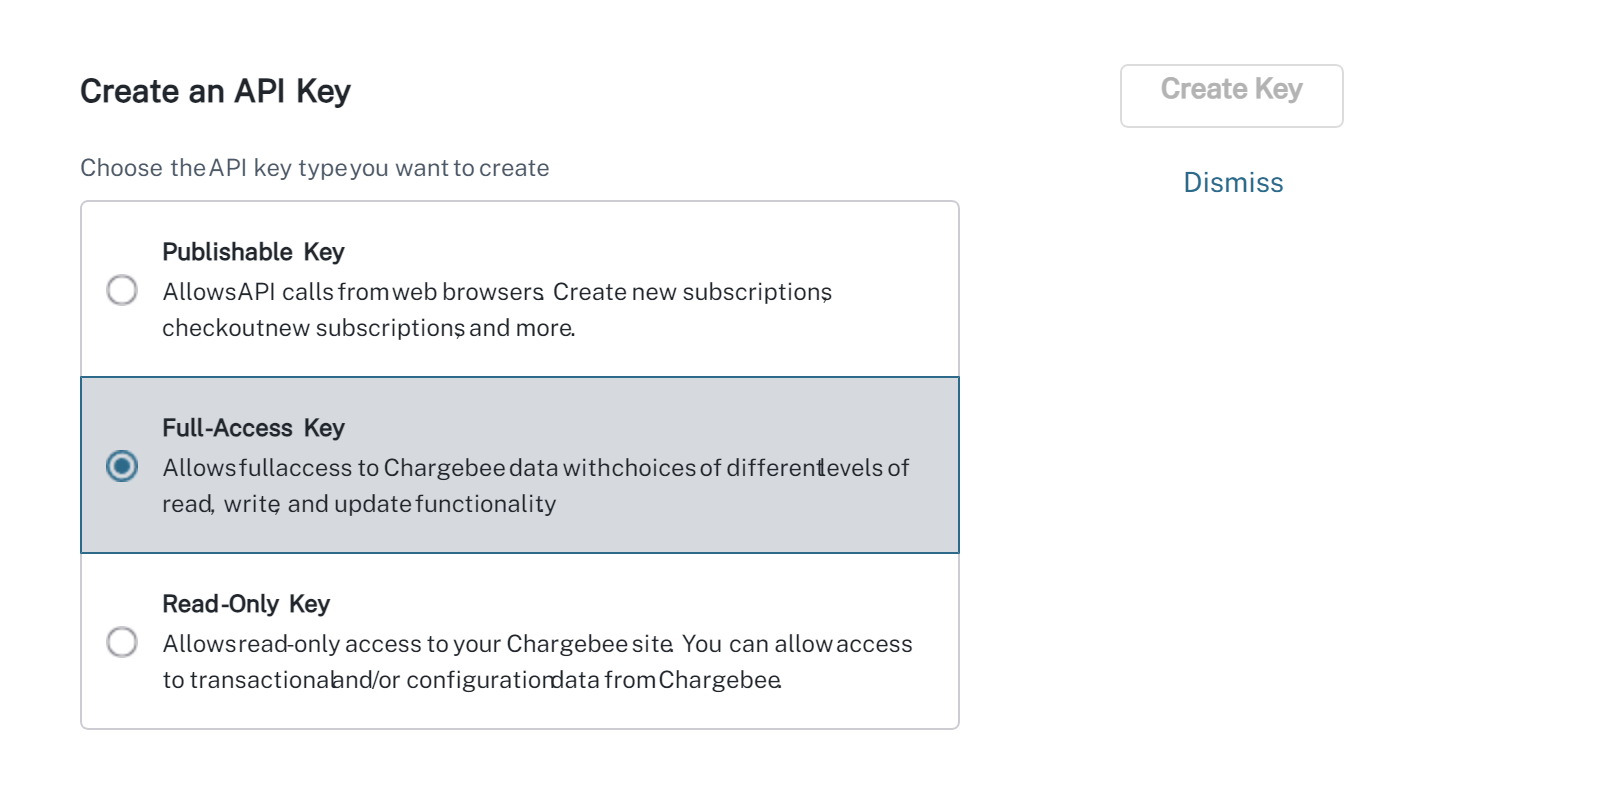 Create an API Key
Create Key
Choose the API key type you want to create
Dismiss
Publishable Key
Allows API calls from web browsers. Create new subscriptions,
checkout new subscriptions, and more.
Full-Access Key
Allows full access to Chargebee data with choices of different levels of
read, write, and update functionality.
Read-Only Key
Allows read-only access to your Chargebee site. You can allow access
to transactional and/or configuration data from Chargebee.